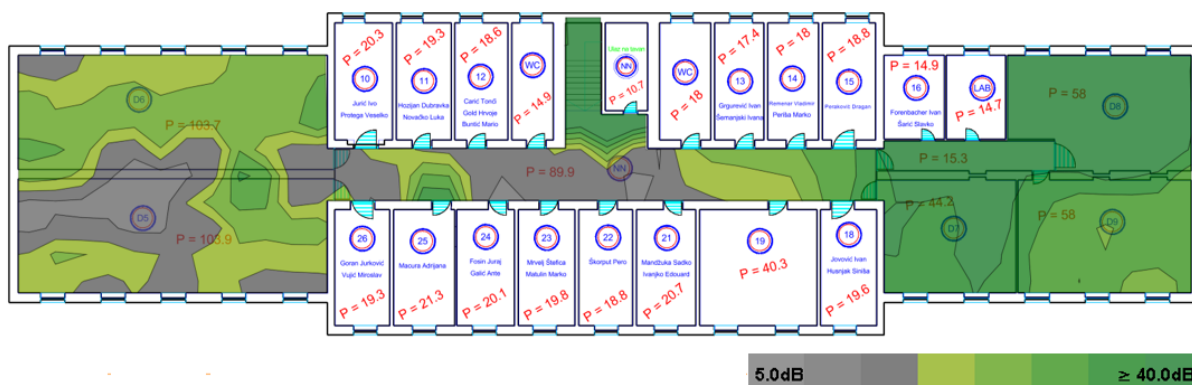 P = 20.3
10
Jurić Ivo
Protega Veselko
P = 19.3
11
Hozijan Dubravka
Novačko Luka
P = 18.6
12
Carić Tonči
Gold Hrvoje
Buntić Mario
WC
P = 14.9
Ulaz na tavan
NN
P = 10.7
WC
P = 18
P = 17.4
13
Grgurević Ivan
Šemanjski Ivana
P = 18
14
Remenar Vladimir
Periša Marko
P = 18.8
15
Peraković Dragan
P = 14.9
16
Forenbacher Ivan
Šarić Slavko
LAB
P = 14.7
P = 58
D8
D6
P = 103.7
D5
P = 103.9
P = 89.9
NN
P = 15.3
P = 44.2
D7
P = 58
D9
26
Goran Jurković
Vujić Miroslav
P = 19.3
25
Macura Adrijana
P = 21.3
24
Fosin Juraj
Galić Ante
P = 20.1
23
Mrvelj Štefica
Matulin Marko
P = 19.8
22
Škorput Pero
P = 18.8
21
Mandžuka Sadko
Ivanjko Edouard
P = 20.7
19
P = 40.3
18
Jovović Ivan
Husnjak Siniša
P = 19.6
5.0dB
≥ 40.0dB